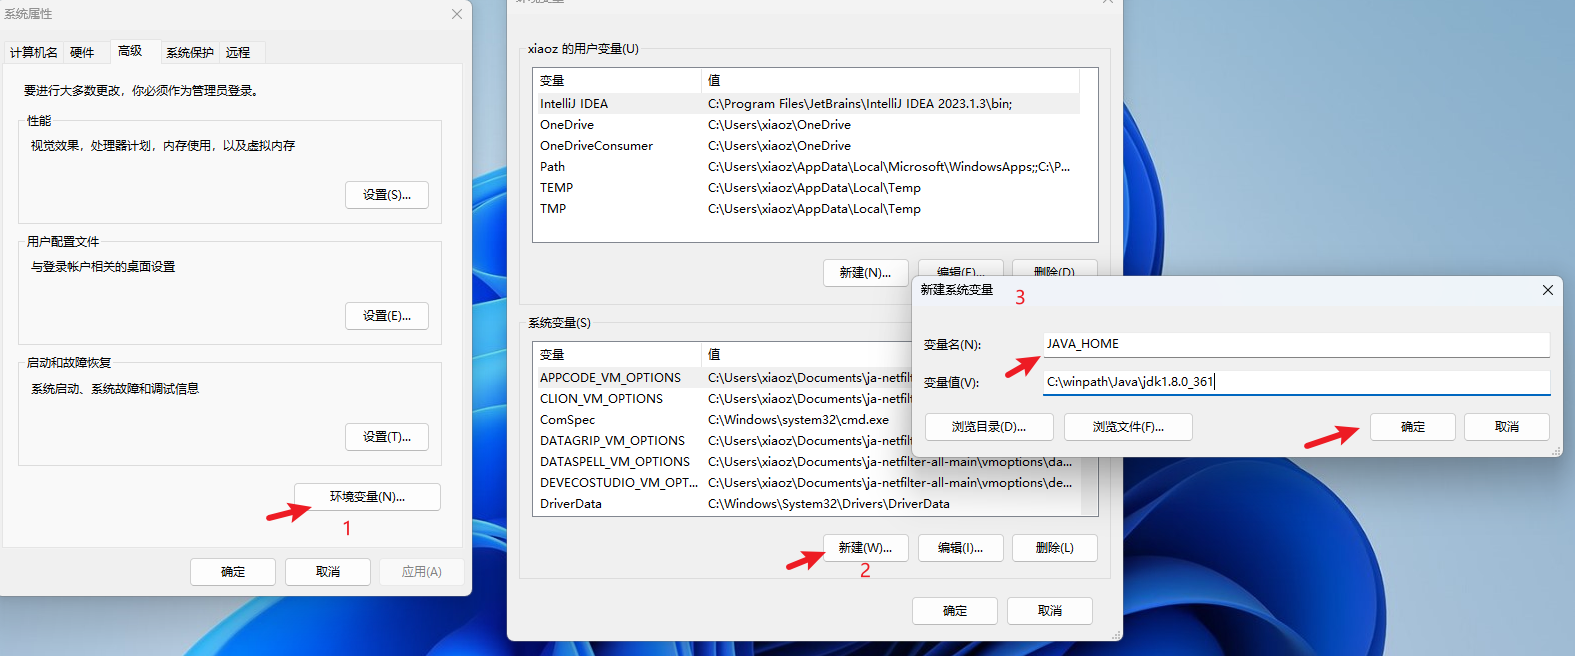 系统属性
计算机名 硬件 高级 系统保护 远程
要进行大多数更改，你必须作为管理员登录。
性能
视觉效果，处理器计划，内存使用，以及虚拟内存
设置(S)...
用户配置文件
与登录帐户相关的桌面设置
设置(E)...
启动和故障恢复
系统启动、系统故障和调试信息
设置(T)...
环境变量(N)...
1
确定 取消 应用(A)
xiaoz 的用户变量(U)
变量 值
IntelliJ IDEA C:\Program Files\JetBrains\IntelliJ IDEA 2023.1.3\bin;
OneDrive C:\Users\xiaoz\OneDrive
OneDriveConsumer C:\Users\xiaoz\OneDrive
Path C:\Users\xiaoz\AppData\Local\Microsoft\WindowsApps;;C:\P...
TEMP C:\Users\xiaoz\AppData\Local\Temp
TMP C:\Users\xiaoz\AppData\Local\Temp
新建(N)... 编辑(E)... 删除(D)
系统变量(S)
变量 值
APPCODE_VM_OPTIONS C:\Users\xiaoz\Documents\ja-netfilt
CLION_VM_OPTIONS C:\Users\xiaoz\Documents\ja-netfilt
ComSpec C:\Windows\system32\cmd.exe
DATAGRIP_VM_OPTIONS C:\Users\xiaoz\Documents\ja-netfilt
DATASPELL_VM_OPTIONS C:\Users\xiaoz\Documents\ja-netfilter-all-main\vmoptions\da...
DEVECOSTUDIO_VM_OPT... C:\Users\xiaoz\Documents\ja-netfilter-all-main\vmoptions\de...
DriverData C:\Windows\System32\Drivers\DriverData
新建(W)... 编辑(I)... 删除(L)
2
确定 取消
新建系统变量
3
变量名(N): JAVA_HOME
变量值(V): C:\winpath\Java\jdk1.8.0_361
浏览目录(D)... 浏览文件(F)... 确定 取消